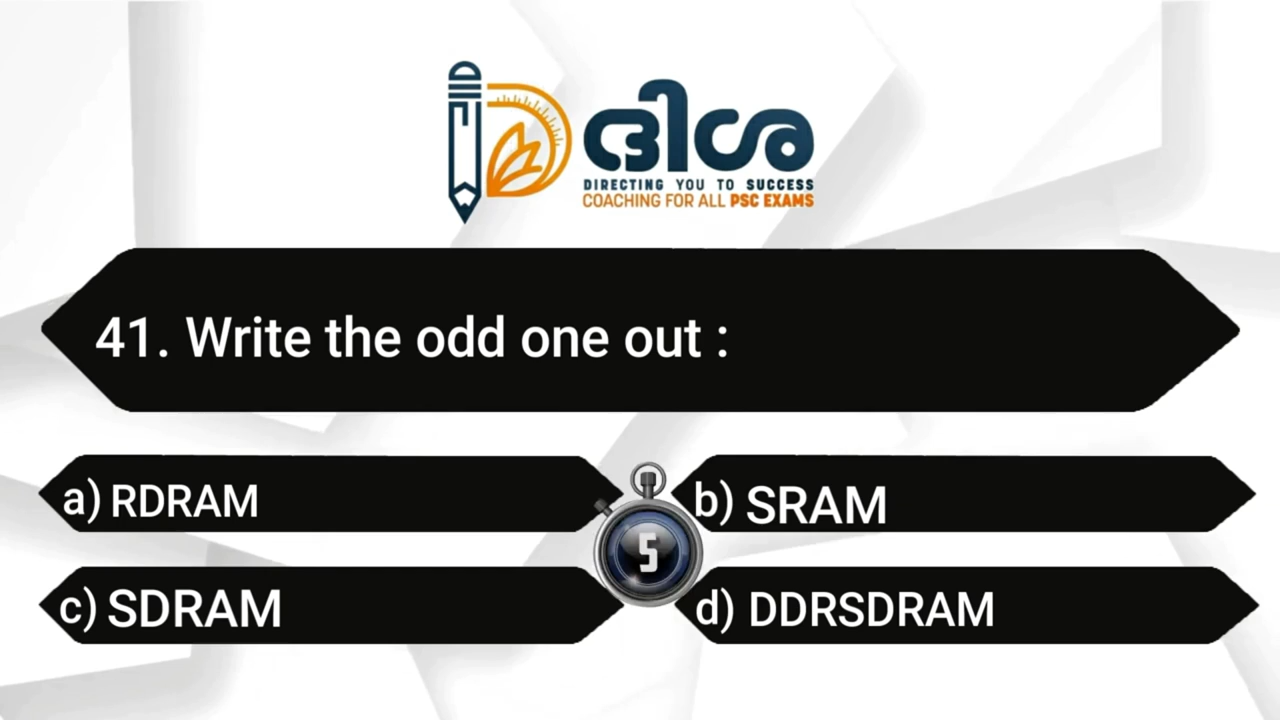 ദിശ
DIRECTING YOU TO SUCCESS
COACHING FOR ALL PSC EXAMS
41. Write the odd one out :
a) RDRAM
b) SRAM
5
c) SDRAM
d) DDRSDRAM